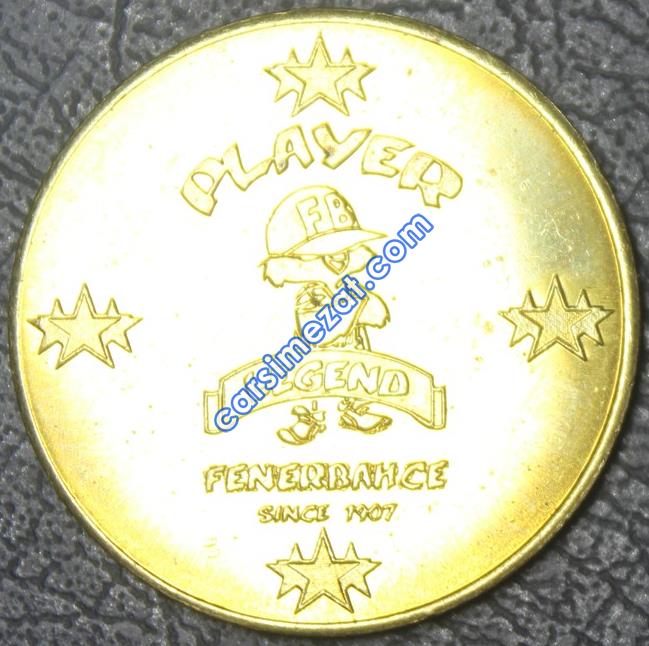 PLAYER
FB
LEGEND
FENERBAHCE
SINCE 1907
carsimezat.com